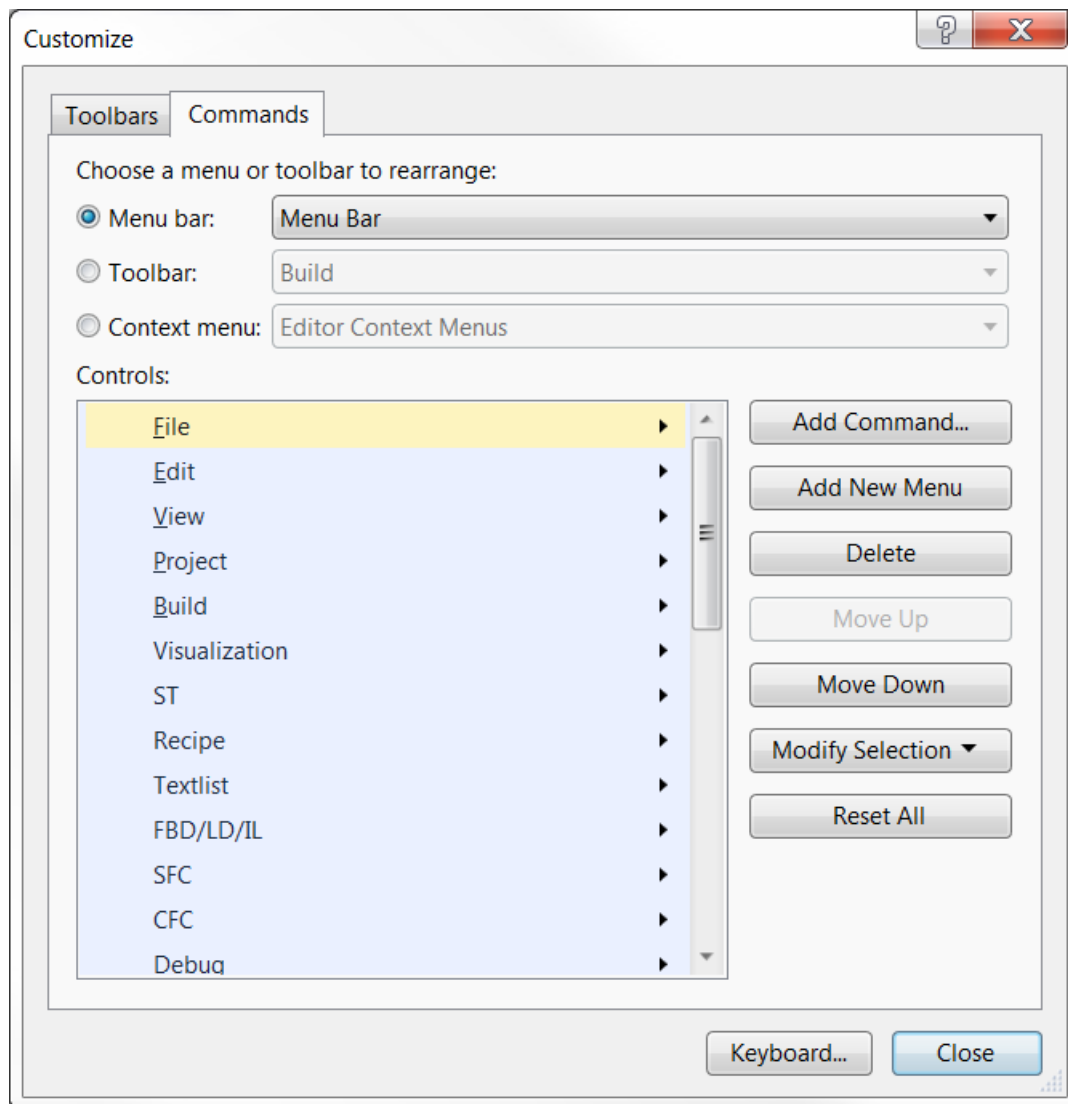 Customize
Toolbars Commands
Choose a menu or toolbar to rearrange:
Menu bar: Menu Bar
Toolbar: Build
Context menu: Editor Context Menus
Controls:
File
Edit
View
Project
Build
Visualization
ST
Recipe
Textlist
FBD/LD/IL
SFC
CFC
Debug
Add Command...
Add New Menu
Delete
Move Up
Move Down
Modify Selection
Reset All
Keyboard... Close